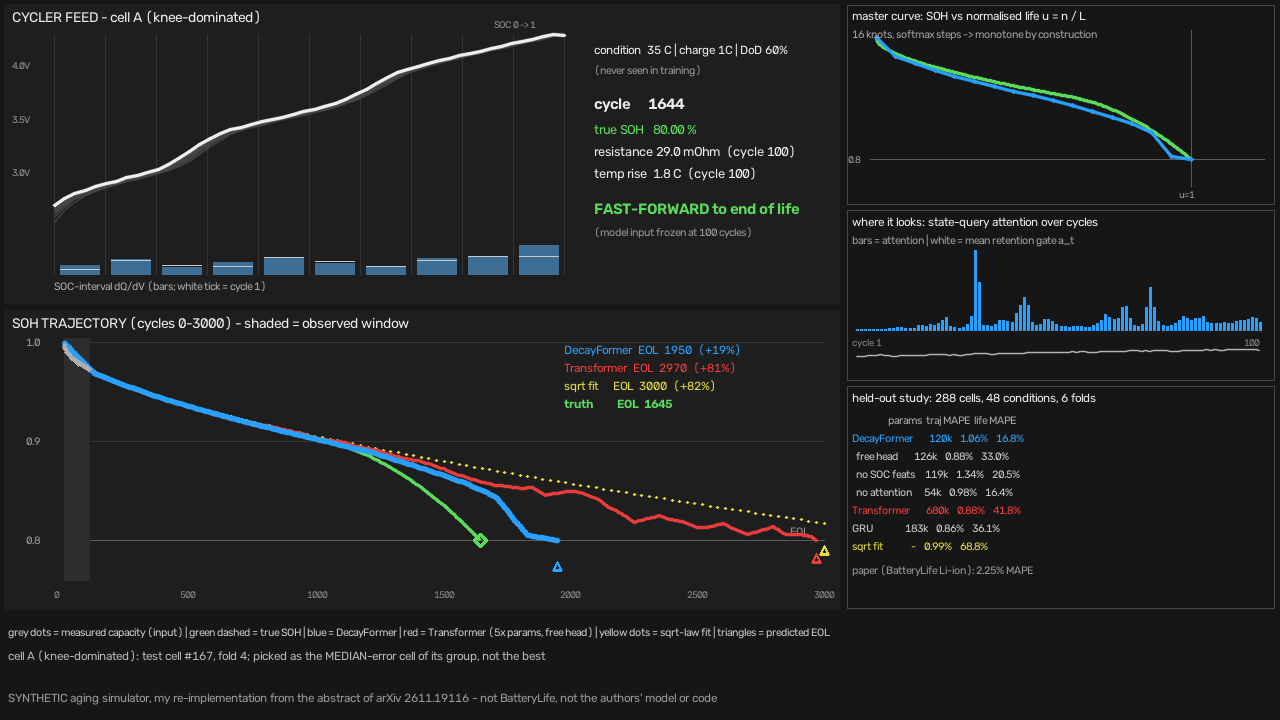 CYCLER FEED - cell A (knee-dominated)
SOC 0 -> 1
4.0V
3.5V
3.0V
SOC-interval dQ/dV (bars; white tick = cycle 1)
condition 35 C | charge 1C | DoD 60%
(never seen in training)
cycle 1644
true SOH 80.00 %
resistance 29.0 mOhm (cycle 100)
temp rise 1.8 C (cycle 100)
FAST-FORWARD to end of life
(model input frozen at 100 cycles)
master curve: SOH vs normalised life u = n / L
16 knots, softmax steps -> monotone by construction
0.8
u=1
where it looks: state-query attention over cycles
bars = attention | white = mean retention gate a_t
cycle 1
100
SOH TRAJECTORY (cycles 0-3000) - shaded = observed window
1.0
0.9
0.8
DecayFormer EOL 1950 (+19%)
Transformer EOL 2970 (+81%)
sqrt fit EOL 3000 (+82%)
truth EOL 1645
EOL
0
500
1000
1500
2000
2500
3000
held-out study: 288 cells, 48 conditions, 6 folds
params traj MAPE life MAPE
DecayFormer 120k 1.06% 16.8%
free head 126k 0.88% 33.0%
no SOC feats 119k 1.34% 20.5%
no attention 54k 0.98% 16.4%
Transformer 680k 0.88% 41.8%
GRU 183k 0.86% 36.1%
sqrt fit - 0.99% 68.8%
paper (BatteryLife Li-ion): 2.25% MAPE
grey dots = measured capacity (input) | green dashed = true SOH | blue = DecayFormer | red = Transformer (5x params, free head) | yellow dots = sqrt-law fit | triangles = predicted EOL
cell A (knee-dominated): test cell #167, fold 4; picked as the MEDIAN-error cell of its group, not the best
SYNTHETIC aging simulator, my re-implementation from the abstract of arXiv 2611.19116 - not BatteryLife, not the authors' model or code